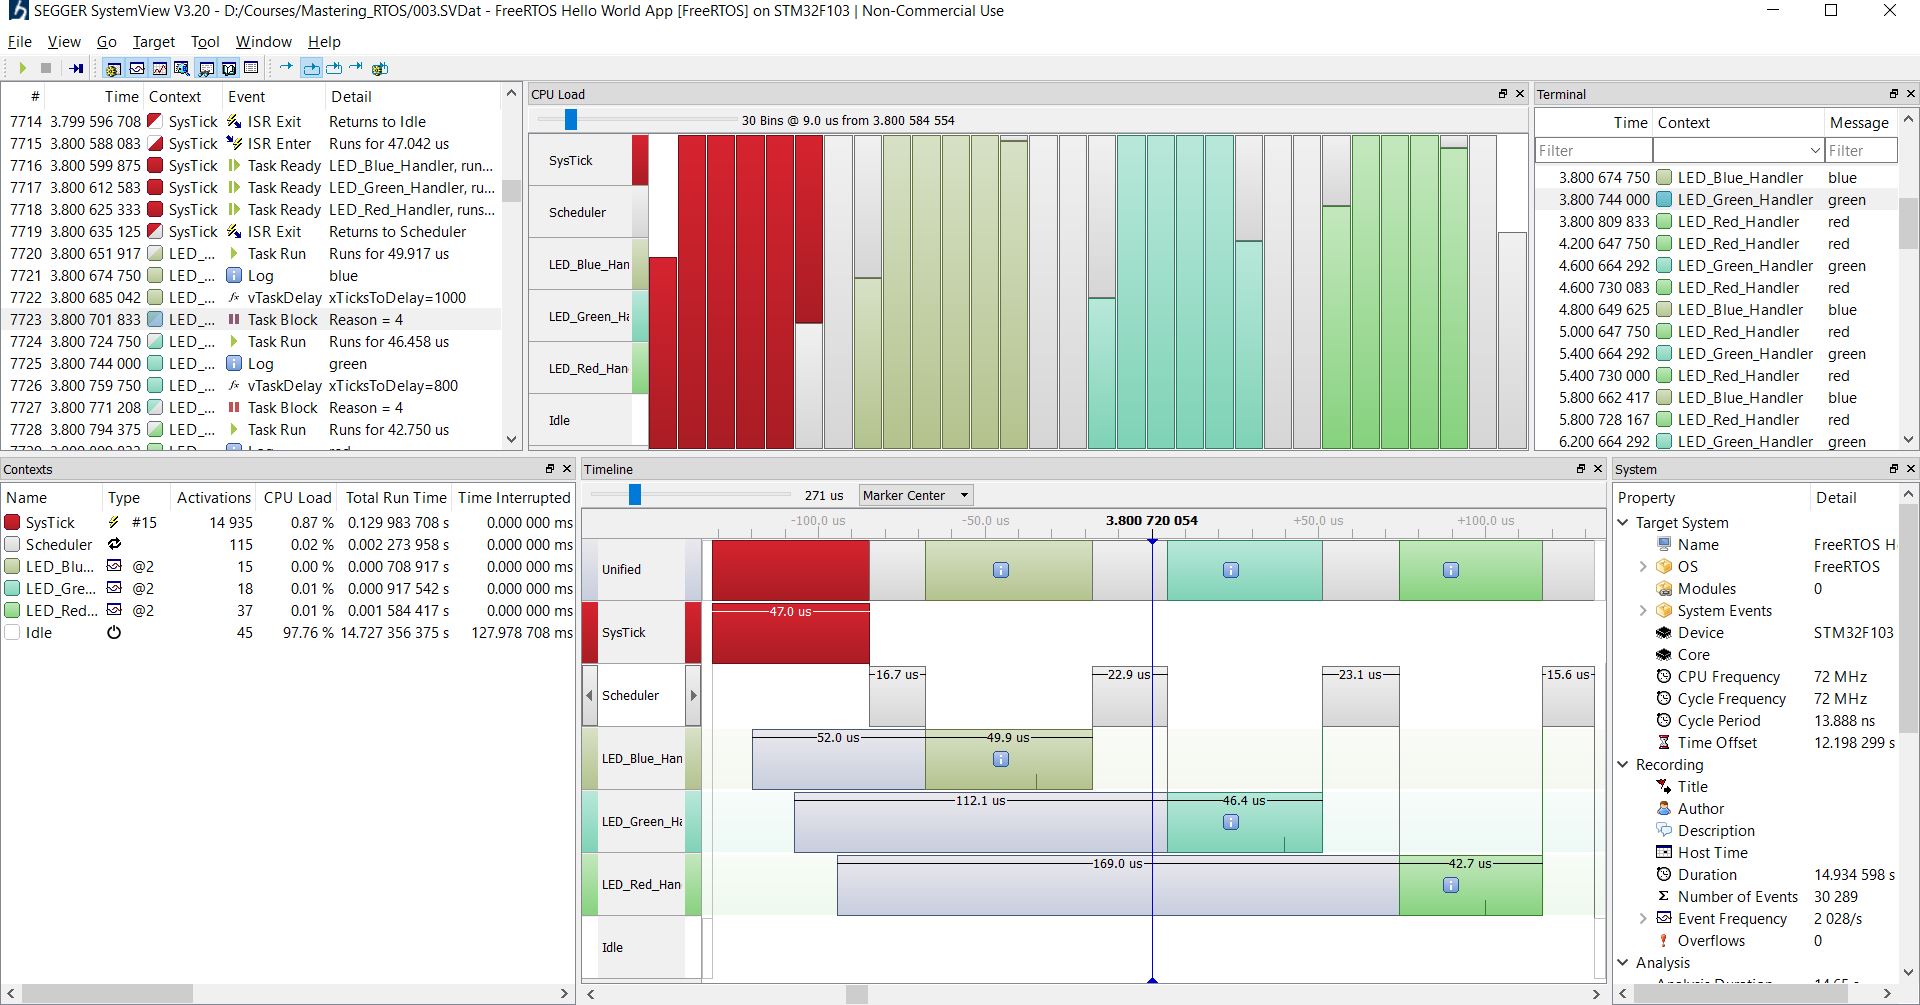 SEGGER SystemView V3.20 - D:/Courses/Mastering_RTOS/003.SVDat - FreeRTOS Hello World App [FreeRTOS] on STM32F103 | Non-Commercial Use
File View Go Target Tool Window Help
# Time Context Event Detail
7714 3.799 596 708 SysTick ISR Exit Returns to Idle
7715 3.800 588 083 SysTick ISR Enter Runs for 47.042 us
7716 3.800 599 875 SysTick Task Ready LED_Blue_Handler, run...
7717 3.800 612 583 SysTick Task Ready LED_Green_Handler, ru...
7718 3.800 625 333 SysTick Task Ready LED_Red_Handler, runs...
7719 3.800 635 125 SysTick ISR Exit Returns to Scheduler
7720 3.800 651 917 LED_... Task Run Runs for 49.917 us
7721 3.800 674 750 LED_... Log blue
7722 3.800 685 042 LED_... vTaskDelay xTicksToDelay=1000
7723 3.800 701 833 LED_... Task Block Reason = 4
7724 3.800 724 750 LED_... Task Run Runs for 46.458 us
7725 3.800 744 000 LED_... Log green
7726 3.800 759 750 LED_... vTaskDelay xTicksToDelay=800
7727 3.800 771 208 LED_... Task Block Reason = 4
7728 3.800 794 375 LED_... Task Run Runs for 42.750 us
CPU Load
30 Bins @ 9.0 us from 3.800 584 554
SysTick
Scheduler
LED_Blue_Han
LED_Green_Ha
LED_Red_Han
Idle
Terminal
Time Context Message
Filter Filter
3.800 674 750 LED_Blue_Handler blue
3.800 744 000 LED_Green_Handler green
3.800 809 833 LED_Red_Handler red
4.200 647 750 LED_Red_Handler red
4.600 664 292 LED_Green_Handler green
4.600 730 083 LED_Red_Handler red
4.800 649 625 LED_Blue_Handler blue
5.000 647 750 LED_Red_Handler red
5.400 664 292 LED_Green_Handler green
5.400 730 000 LED_Red_Handler red
5.800 662 417 LED_Blue_Handler blue
5.800 728 167 LED_Red_Handler red
6.200 664 292 LED_Green_Handler green
Contexts
Name Type Activations CPU Load Total Run Time Time Interrupted
SysTick #15 14 935 0.87 % 0.129 983 708 s 0.000 000 ms
Scheduler 115 0.02 % 0.002 273 958 s 0.000 000 ms
LED_Blu... @2 15 0.00 % 0.000 708 917 s 0.000 000 ms
LED_Gre... @2 18 0.01 % 0.000 917 542 s 0.000 000 ms
LED_Red... @2 37 0.01 % 0.001 584 417 s 0.000 000 ms
Idle 45 97.76 % 14.727 356 375 s 127.978 708 ms
Timeline
271 us Marker Center
-100.0 us -50.0 us 3.800 720 054 +50.0 us +100.0 us
Unified
SysTick 47.0 us
Scheduler 16.7 us 22.9 us 23.1 us 15.6 us
LED_Blue_Han 52.0 us 49.9 us
LED_Green_Ha 112.1 us 46.4 us
LED_Red_Han 169.0 us 42.7 us
Idle
System
Property Detail
Target System
Name FreeRTOS H
OS FreeRTOS
Modules 0
System Events
Device STM32F103
Core
CPU Frequency 72 MHz
Cycle Frequency 72 MHz
Cycle Period 13.888 ns
Time Offset 12.198 299 s
Recording
Title
Author
Description
Host Time
Duration 14.934 598 s
Number of Events 30 289
Event Frequency 2 028/s
Overflows 0
Analysis